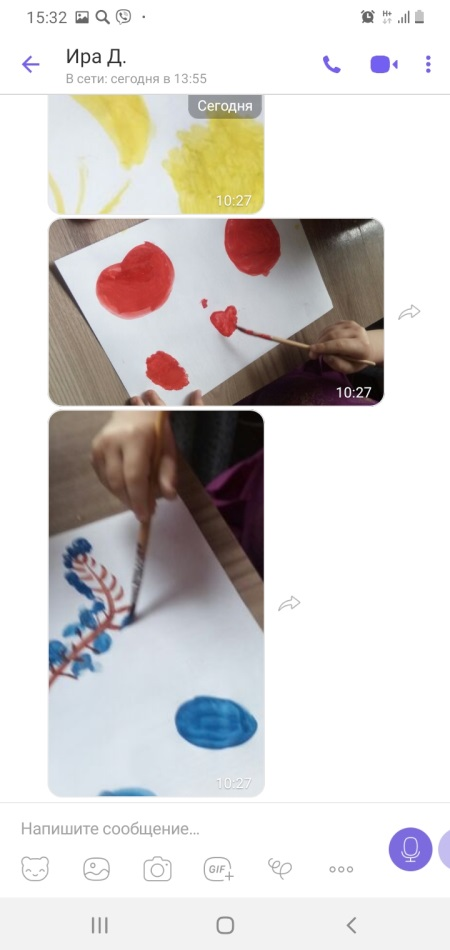 15:32
H+
Ира Д.
В сети: сегодня в 13:55
Сегодня
10:27
10:27
10:27
Напишите сообщение...
GIF